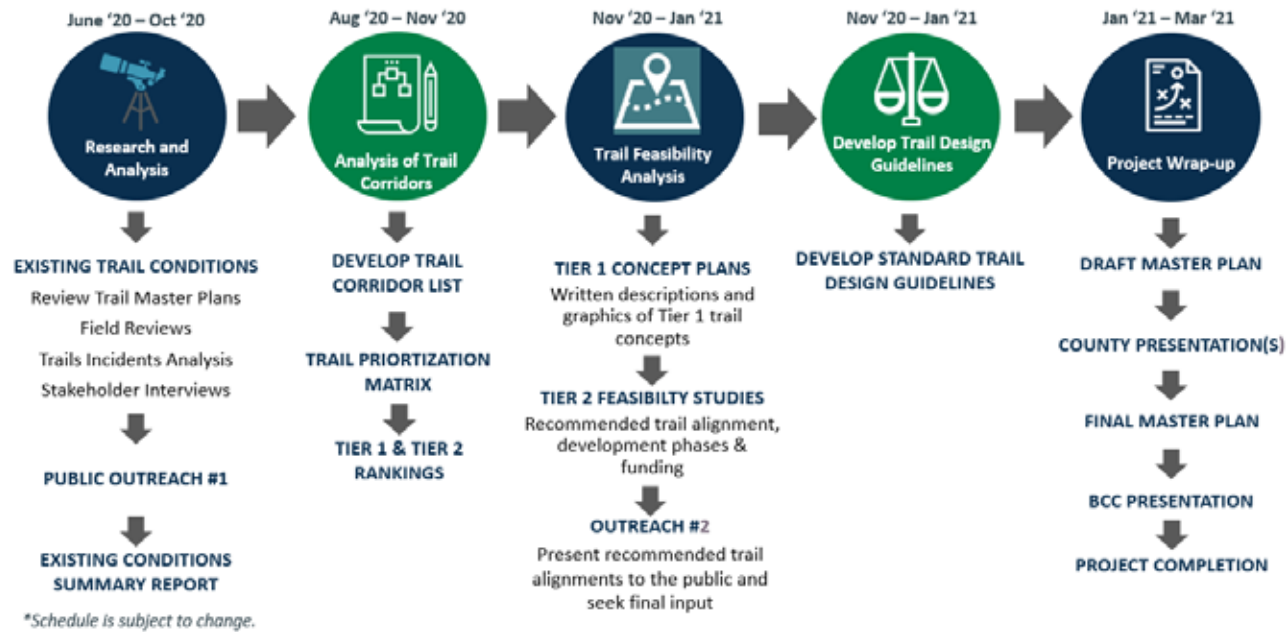 June ‘20 – Oct ‘20
Research and
Analysis
EXISTING TRAIL CONDITIONS
Review Trail Master Plans
Field Reviews
Trails Incidents Analysis
Stakeholder Interviews
PUBLIC OUTREACH #1
EXISTING CONDITIONS
SUMMARY REPORT
*Schedule is subject to change.
Aug ‘20 – Nov ‘20
Analysis of Trail
Corridors
DEVELOP TRAIL
CORRIDOR LIST
TRAIL PRIORTIZATION
MATRIX
TIER 1 & TIER 2
RANKINGS
Nov ‘20 – Jan ‘21
Trail Feasibility
Analysis
TIER 1 CONCEPT PLANS
Written descriptions and
graphics of Tier 1 trail
concepts
TIER 2 FEASIBILTY STUDIES
Recommended trail alignment,
development phases &
funding
OUTREACH #2
Present recommended trail
alignments to the public and
seek final input
Nov ‘20 – Jan ‘21
Develop Trail Design
Guidelines
DEVELOP STANDARD TRAIL
DESIGN GUIDELINES
Jan ‘21 – Mar ‘21
Project Wrap-up
DRAFT MASTER PLAN
COUNTY PRESENTATION(S)
FINAL MASTER PLAN
BCC PRESENTATION
PROJECT COMPLETION